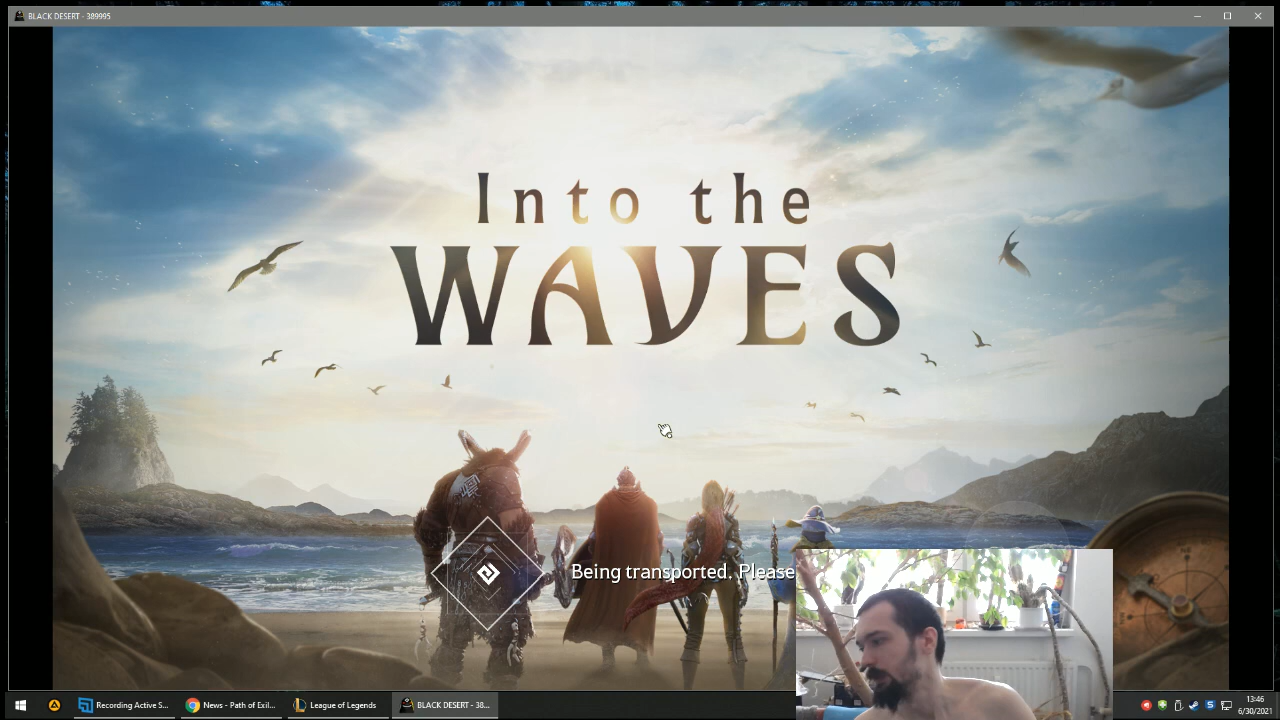 BLACK DESERT - 389995
Into the
WAVES
Being transported. Please
Recording Active S...
News - Path of Exil...
League of Legends
BLACK DESERT - 38...
13:46
6/30/2021